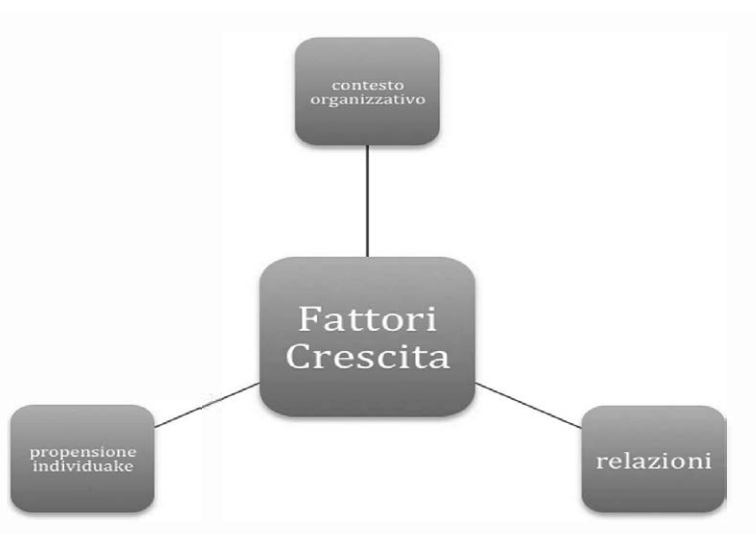 contesto
organizzativo
Fattori
Crescita
propensione
individuake
relazioni